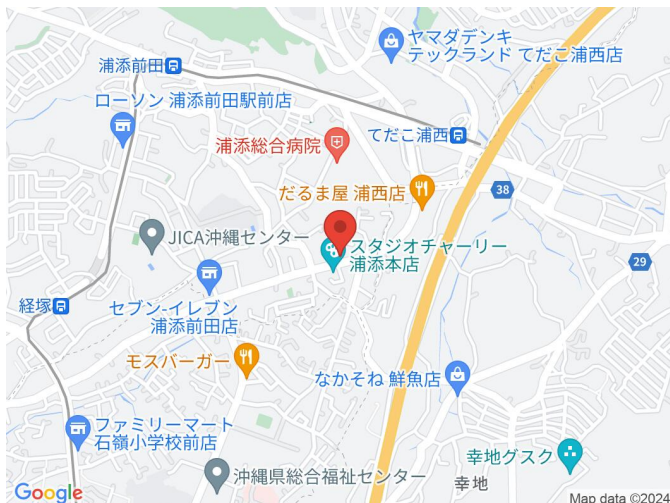 ヤマダデンキ
テックランド てだこ浦西店
浦添前田
ローソン 浦添前田駅前店
てだこ浦西
浦添総合病院
38
だるま屋 浦西店
JICA沖縄センター
スタジオチャーリー
浦添本店
29
セブン-イレブン
浦添前田店
経塚
モスバーガー
なかそね 鮮魚店
ファミリーマート
石嶺小学校前店
幸地グスク
沖縄県総合福祉センター
幸地
Google
Map data ©2024